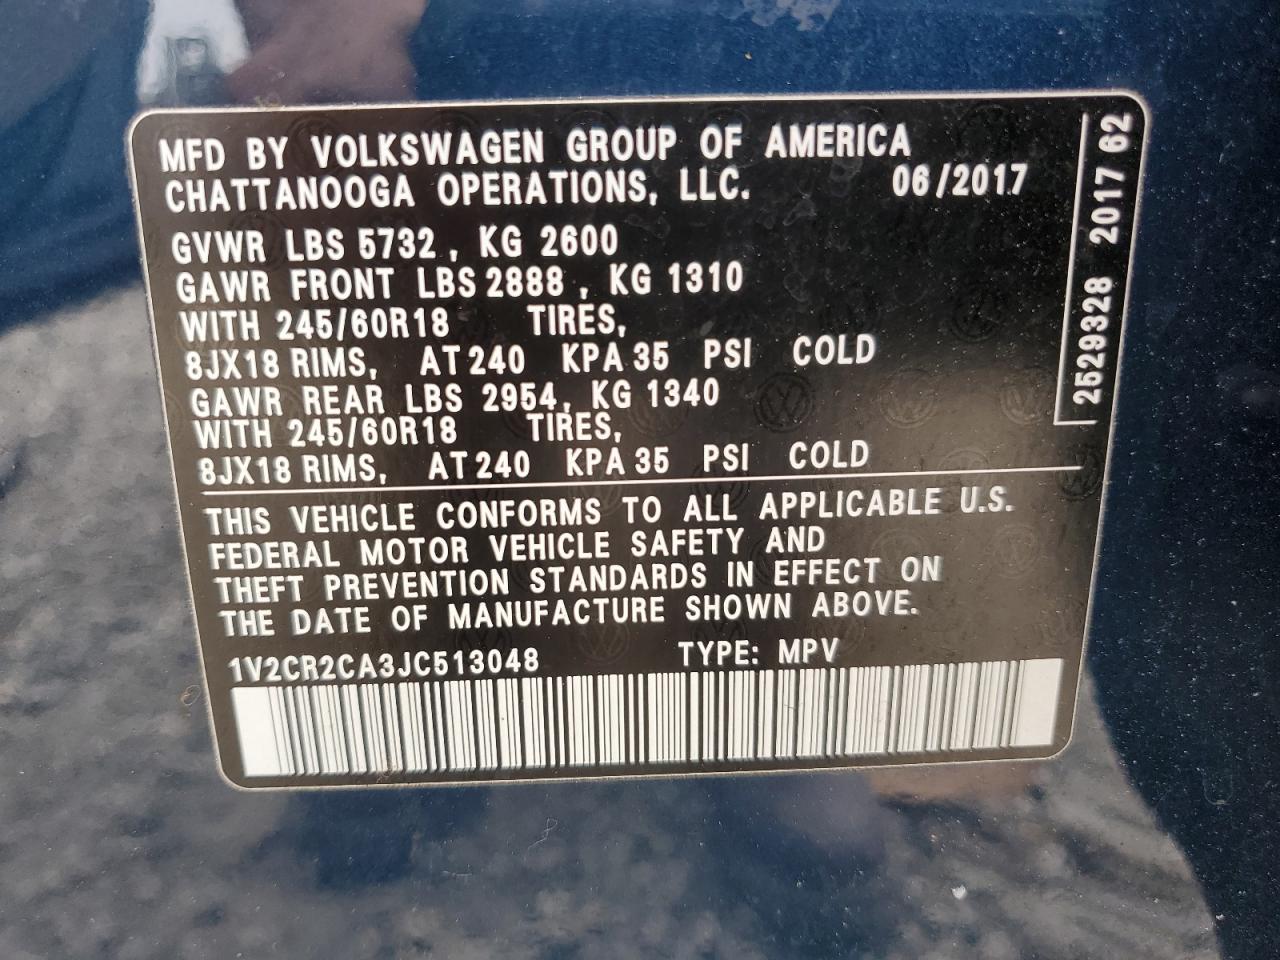 MFD BY VOLKSWAGEN GROUP OF AMERICA
CHATTANOOGA OPERATIONS, LLC. 06/2017
GVWR LBS 5732 , KG 2600
GAWR FRONT LBS 2888 , KG 1310
WITH 245/60R18 TIRES,
8JX18 RIMS, AT 240 KPA 35 PSI COLD
GAWR REAR LBS 2954, KG 1340
WITH 245/60R18 TIRES,
8JX18 RIMS, AT 240 KPA 35 PSI COLD
THIS VEHICLE CONFORMS TO ALL APPLICABLE U.S.
FEDERAL MOTOR VEHICLE SAFETY AND
THEFT PREVENTION STANDARDS IN EFFECT ON
THE DATE OF MANUFACTURE SHOWN ABOVE.
1V2CR2CA3JC513048 TYPE: MPV
2529328 2017 62